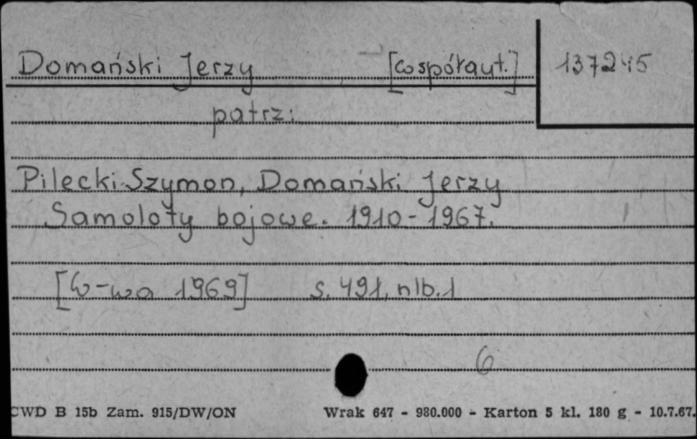 Domański Jerzy [współaut.] 137245
patrz:
Pilecki Szymon, Domański Jerzy
Samoloty bojowe. 1910-1967.
[W-wa 1969] s. 491, nlb. 1
6
CWD B 15b Zam. 915/DW/ON Wrak 647 - 980.000 - Karton 5 kl. 180 g - 10.7.67.